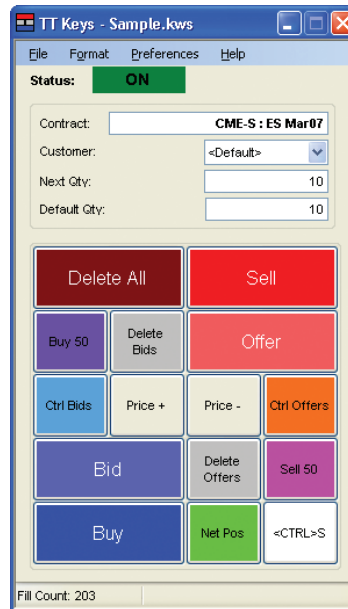 TT Keys - Sample.kws
File Format Preferences Help
Status: ON
Contract: CME-S : ES Mar07
Customer: <Default>
Next Qty: 10
Default Qty: 10
Delete All Sell
Buy 50 Delete Bids Offer
Ctrl Bids Price + Price - Ctrl Offers
Bid Delete Offers Sell 50
Buy Net Pos <CTRL>S
Fill Count: 203